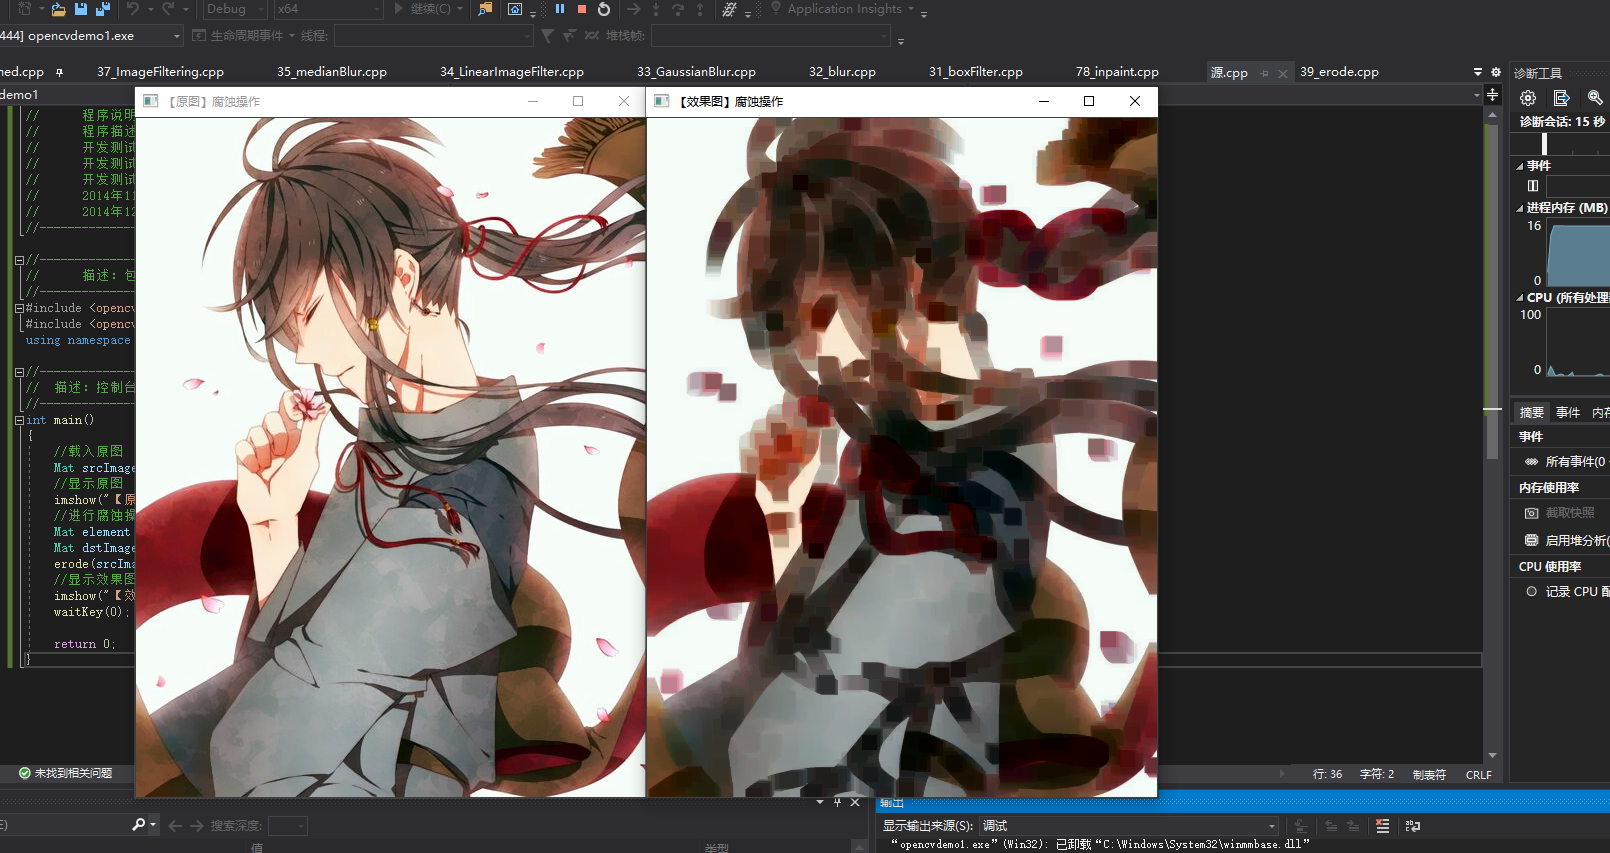 Debug
x64
继续(C)
Application Insights
444] opencvdemo1.exe
生命周期事件
线程:
堆栈帧:
ned.cpp
37_ImageFiltering.cpp
35_medianBlur.cpp
34_LinearImageFilter.cpp
33_GaussianBlur.cpp
32_blur.cpp
31_boxFilter.cpp
78_inpaint.cpp
源.cpp
39_erode.cpp
诊断工具
demo1
【原图】腐蚀操作
【效果图】腐蚀操作
// 程序说明
// 程序描述
// 开发测试
// 开发测试
// 开发测试
// 2014年11
// 2014年12
//--------------
//--------------
// 描述：包
//--------------
#include <opencv
#include <opencv
using namespace
//--------------
// 描述：控制台
//--------------
int main()
{
//载入原图
Mat srcImage
//显示原图
imshow("【原
//进行腐蚀操
Mat element
Mat dstImage
erode(srcIma
//显示效果图
imshow("【效
waitKey(0);
return 0;
}
诊断会话: 15 秒
事件
进程内存 (MB)
16
0
CPU (所有处理
100
0
摘要
事件
内存
事件
所有事件(0
内存使用率
截取快照
启用堆分析(
CPU 使用率
记录 CPU 配
未找到相关问题
行: 36
字符: 2
制表符
CRLF
E)
搜索深度:
值
类型
输出
显示输出来源(S):
调试
“opencvdemo1.exe”(Win32): 已卸载“C:\Windows\System32\winmmbase.dll”